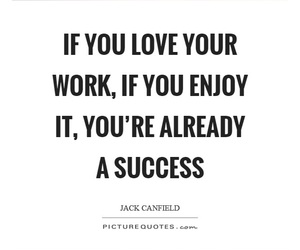 IF YOU LOVE YOUR
WORK, IF YOU ENJOY
IT, YOU'RE ALREADY
A SUCCESS
JACK CANFIELD
PICTUREQUOTES.com